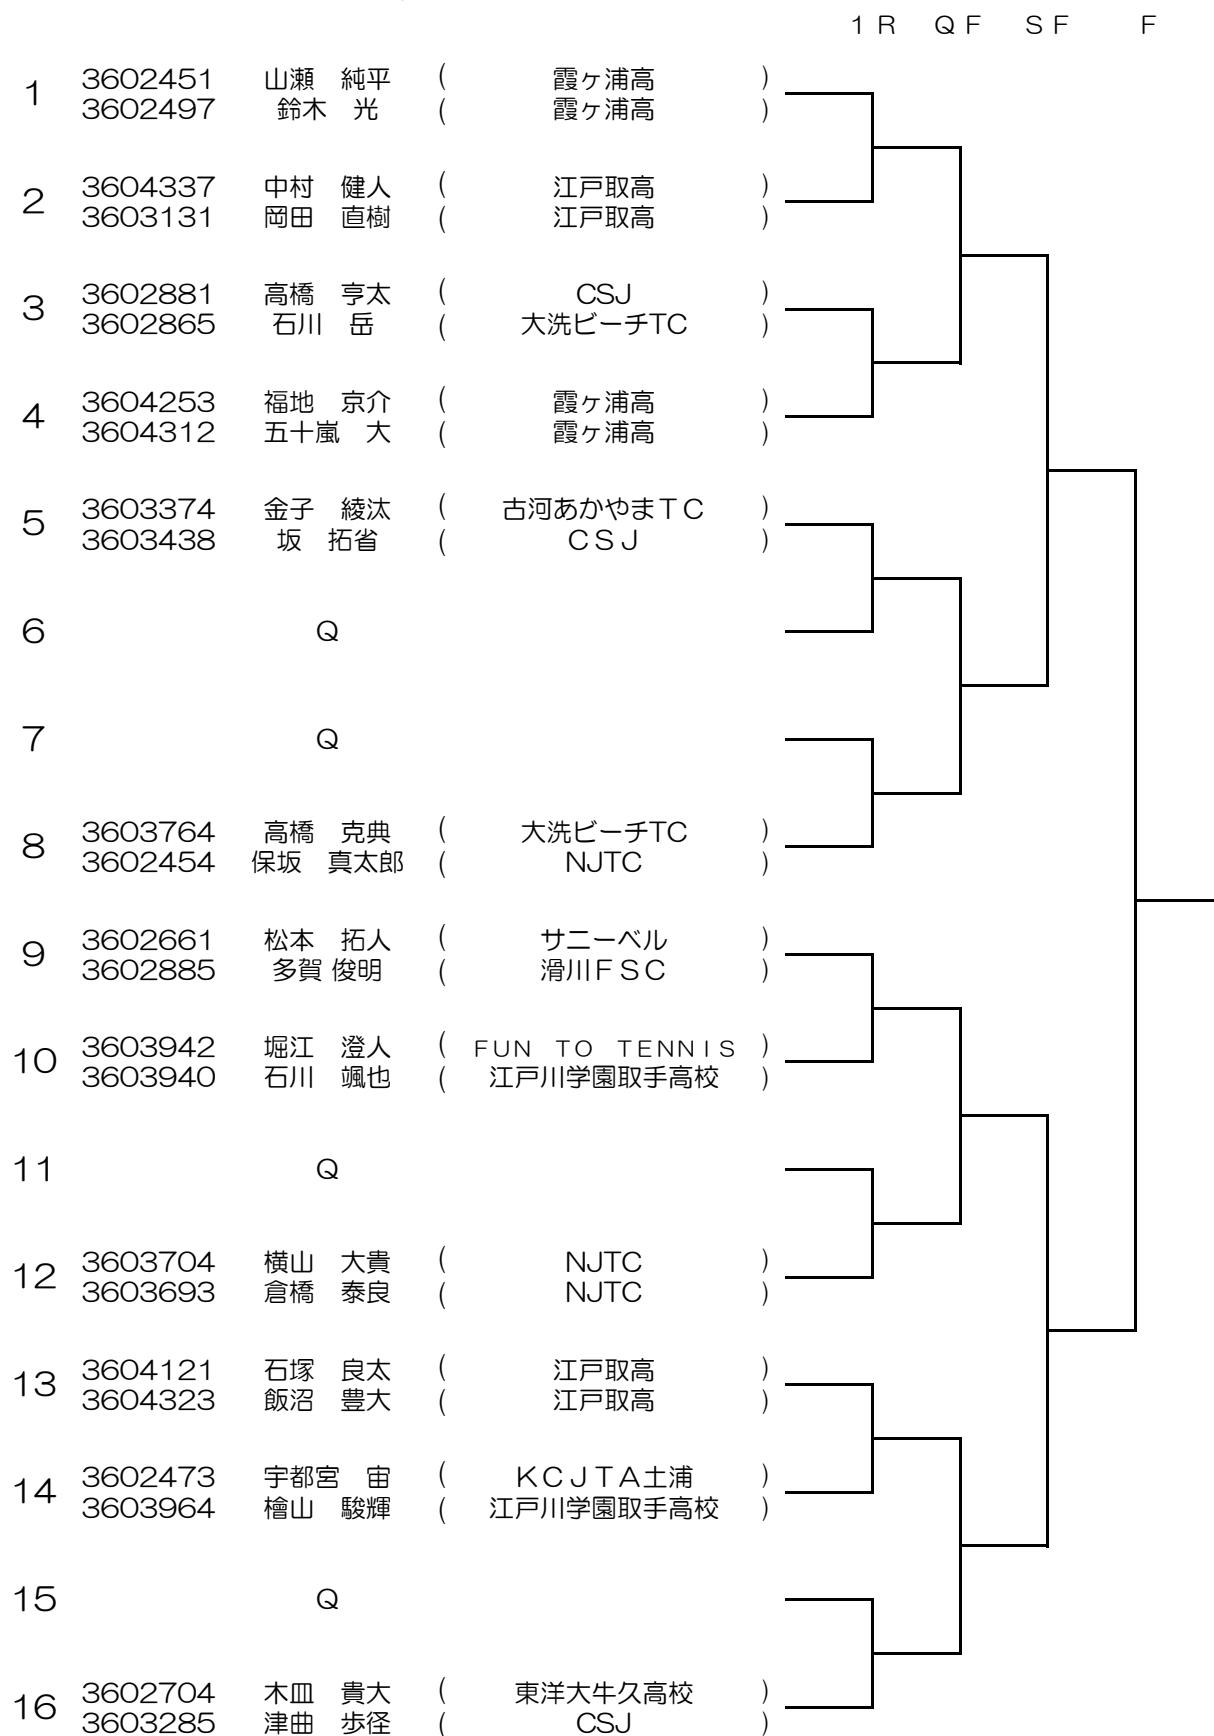 １Ｒ　ＱＦ　ＳＦ　Ｆ
3602451 山瀬　純平 ( 霞ヶ浦高 )
1
3602497 鈴木　光 ( 霞ヶ浦高 )
3604337 中村　健人 ( 江戸取高 )
2
3603131 岡田　直樹 ( 江戸取高 )
3602881 高橋　亨太 ( CSJ )
3
3602865 石川　岳 ( 大洗ビーチTC )
3604253 福地　京介 ( 霞ヶ浦高 )
4
3604312 五十嵐　大 ( 霞ヶ浦高 )
3603374 金子　綾汰 ( 古河あかやまＴＣ )
5
3603438 坂　拓省 ( ＣＳＪ )
6 Q
7 Q
3603764 高橋　克典 ( 大洗ビーチTC )
8
3602454 保坂　真太郎 ( NJTC )
3602661 松本　拓人 ( サニーベル )
9
3602885 多賀 俊明 ( 滑川ＦＳＣ )
3603942 堀江　澄人 ( ＦＵＮ　ＴＯ　ＴＥＮＮＩＳ )
10
3603940 石川　颯也 ( 江戸川学園取手高校 )
11 Q
3603704 横山　大貴 ( NJTC )
12
3603693 倉橋　泰良 ( NJTC )
3604121 石塚　良太 ( 江戸取高 )
13
3604323 飯沼　豊大 ( 江戸取高 )
3602473 宇都宮　宙 ( ＫＣＪＴＡ土浦 )
14
3603964 檜山　駿輝 ( 江戸川学園取手高校 )
15 Q
3602704 木皿　貴大 ( 東洋大牛久高校 )
16
3603285 津曲　歩径 ( CSJ )